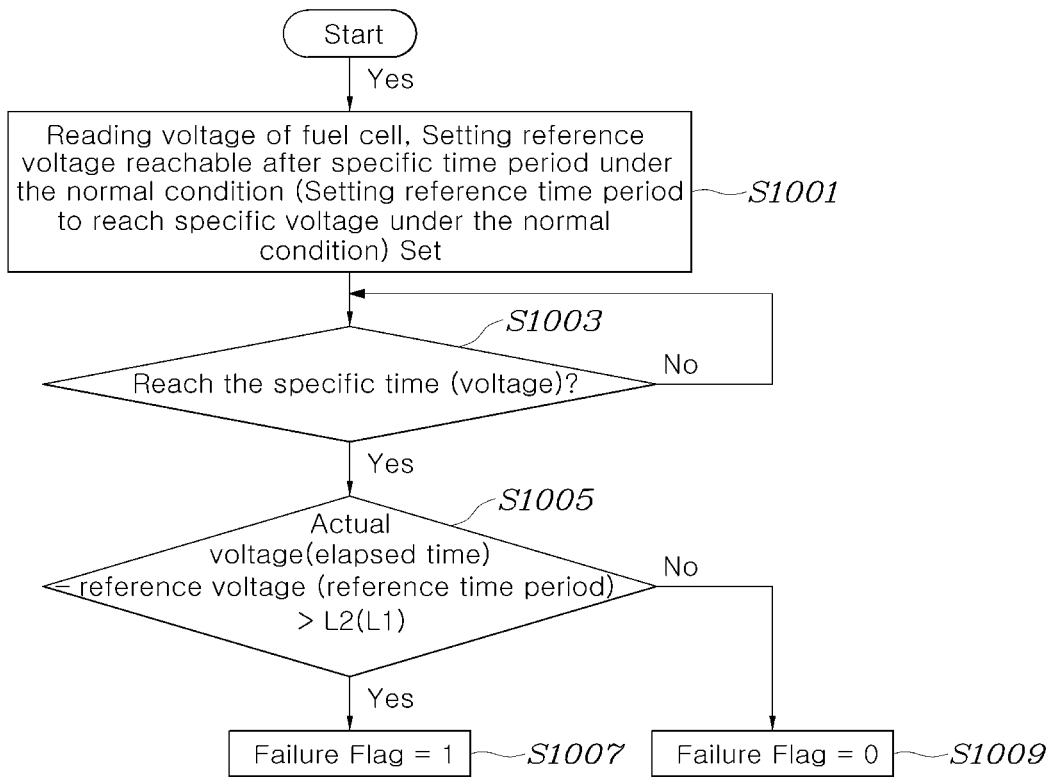 Start
Yes
Reading voltage of fuel cell, Setting reference
voltage reachable after specific time period under
the normal condition (Setting reference time period
to reach specific voltage under the normal
condition) Set
S1001
S1003
Reach the specific time (voltage)?
No
Yes
S1005
Actual
voltage(elapsed time)
− reference voltage (reference time period)
> L2(L1)
No
Yes
Failure Flag = 1
S1007
Failure Flag = 0
S1009